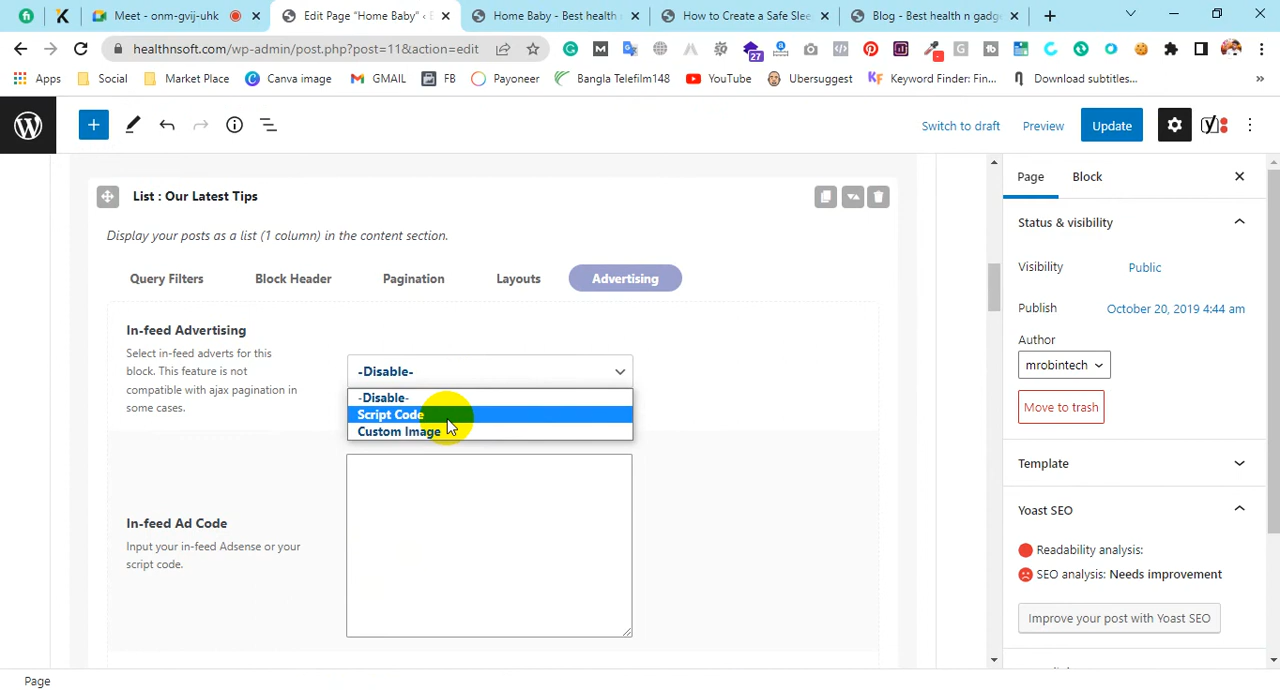 Meet - onm-gvij-uhk
Edit Page "Home Baby" - B
Home Baby - Best health
How to Create a Safe Slee
Blog - Best health n gadg
healthnsoft.com/wp-admin/post.php?post=11&action=edit
27
Apps
Social
Market Place
Canva image
GMAIL
FB
Payoneer
Bangla Telefilm148
YouTube
Ubersuggest
Keyword Finder: Fin...
Download subtitles...
»
Switch to draft
Preview
Update
List : Our Latest Tips
Display your posts as a list (1 column) in the content section.
Query Filters
Block Header
Pagination
Layouts
Advertising
In-feed Advertising
Select in-feed adverts for this
block. This feature is not
compatible with ajax pagination in
some cases.
-Disable-
-Disable-
Script Code
Custom Image
In-feed Ad Code
Input your in-feed Adsense or your
script code.
Page
Block
Status & visibility
Visibility
Public
Publish
October 20, 2019 4:44 am
Author
mrobintech
Move to trash
Template
Yoast SEO
Readability analysis:
SEO analysis: Needs improvement
Improve your post with Yoast SEO
Page